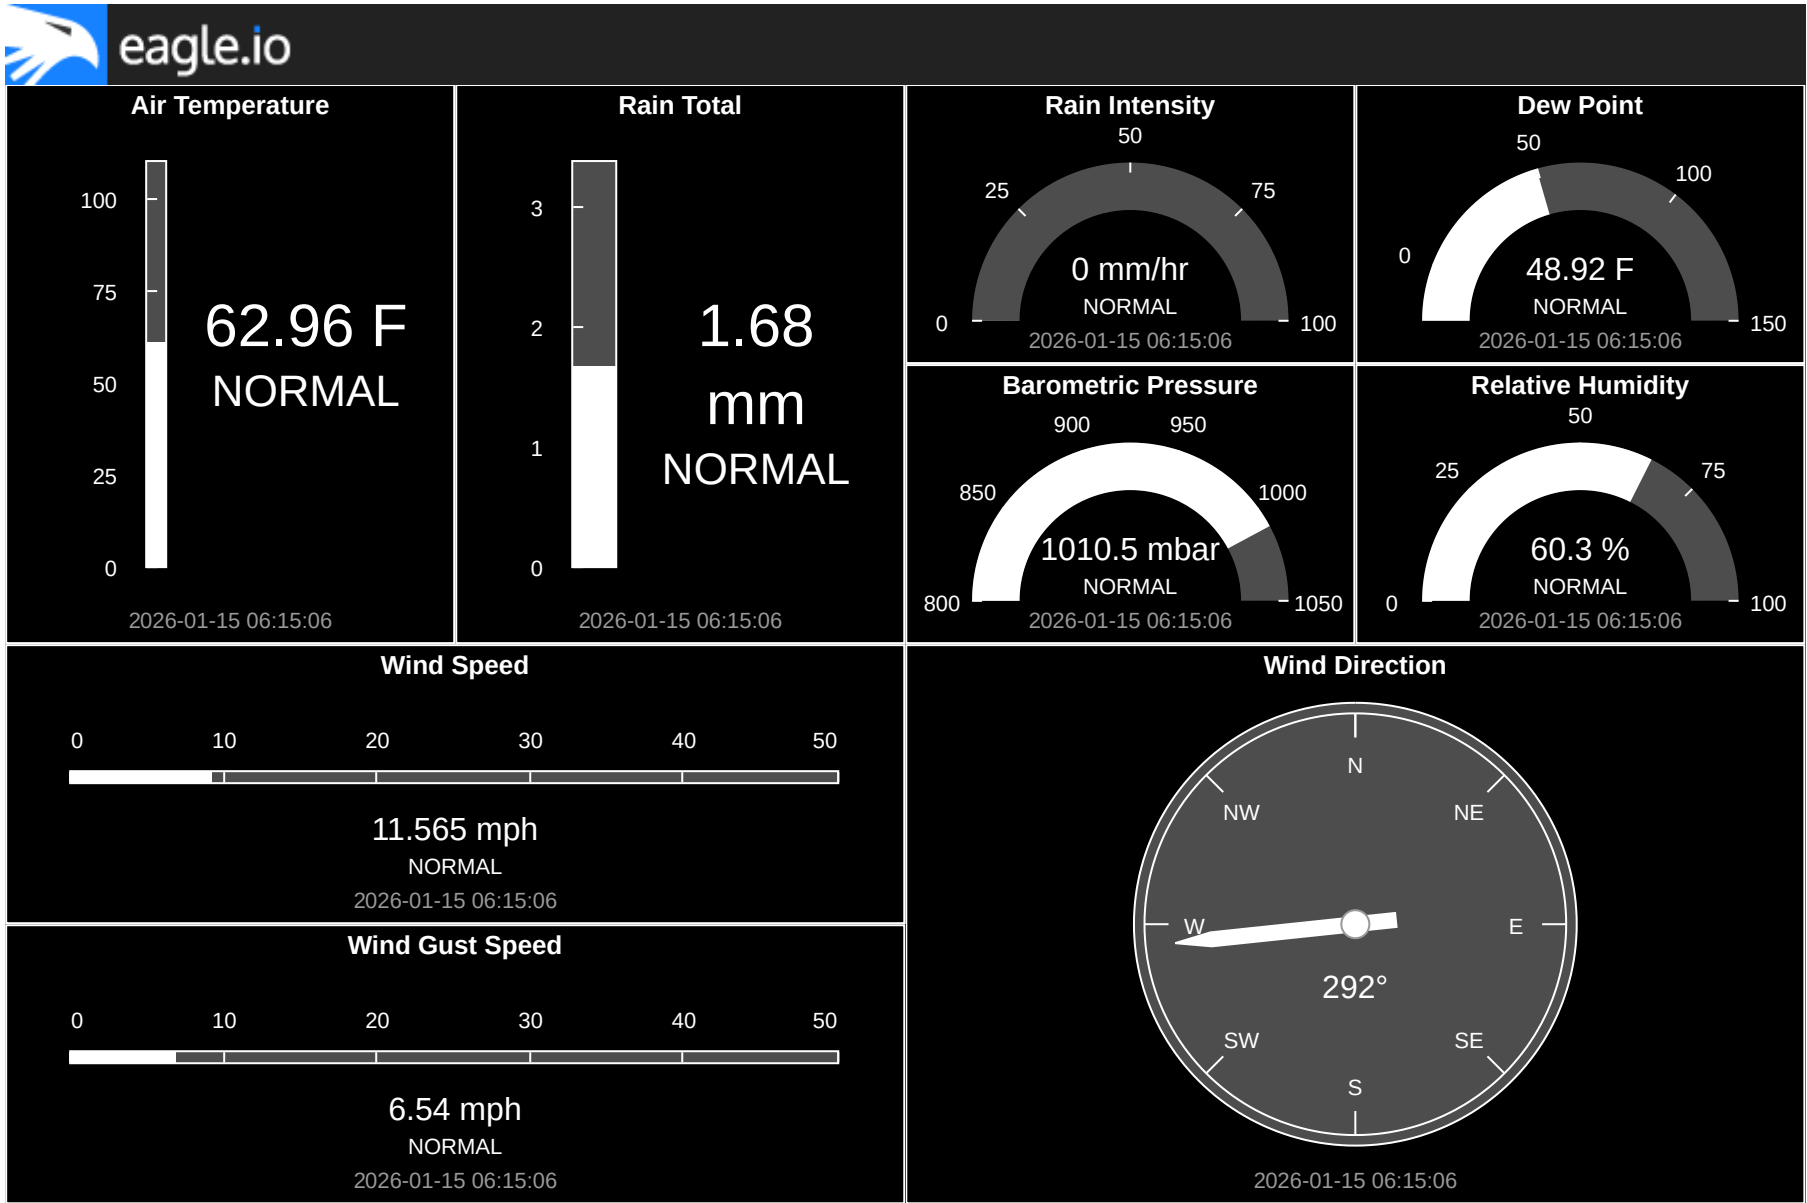 eagle.io
Air Temperature
100
75
50
25
0
62.96 F
NORMAL
2026-01-15 06:15:06
Rain Total
3
2
1
0
1.68
mm
NORMAL
2026-01-15 06:15:06
Rain Intensity
50
25
75
0
100
0 mm/hr
NORMAL
2026-01-15 06:15:06
Dew Point
50
100
0
150
48.92 F
NORMAL
2026-01-15 06:15:06
Barometric Pressure
900
950
850
1000
800
1050
1010.5 mbar
NORMAL
2026-01-15 06:15:06
Relative Humidity
50
25
75
0
100
60.3 %
NORMAL
2026-01-15 06:15:06
Wind Speed
0 10 20 30 40 50
11.565 mph
NORMAL
2026-01-15 06:15:06
Wind Gust Speed
0 10 20 30 40 50
6.54 mph
NORMAL
2026-01-15 06:15:06
Wind Direction
N
NW NE
W E
292°
SW SE
S
2026-01-15 06:15:06